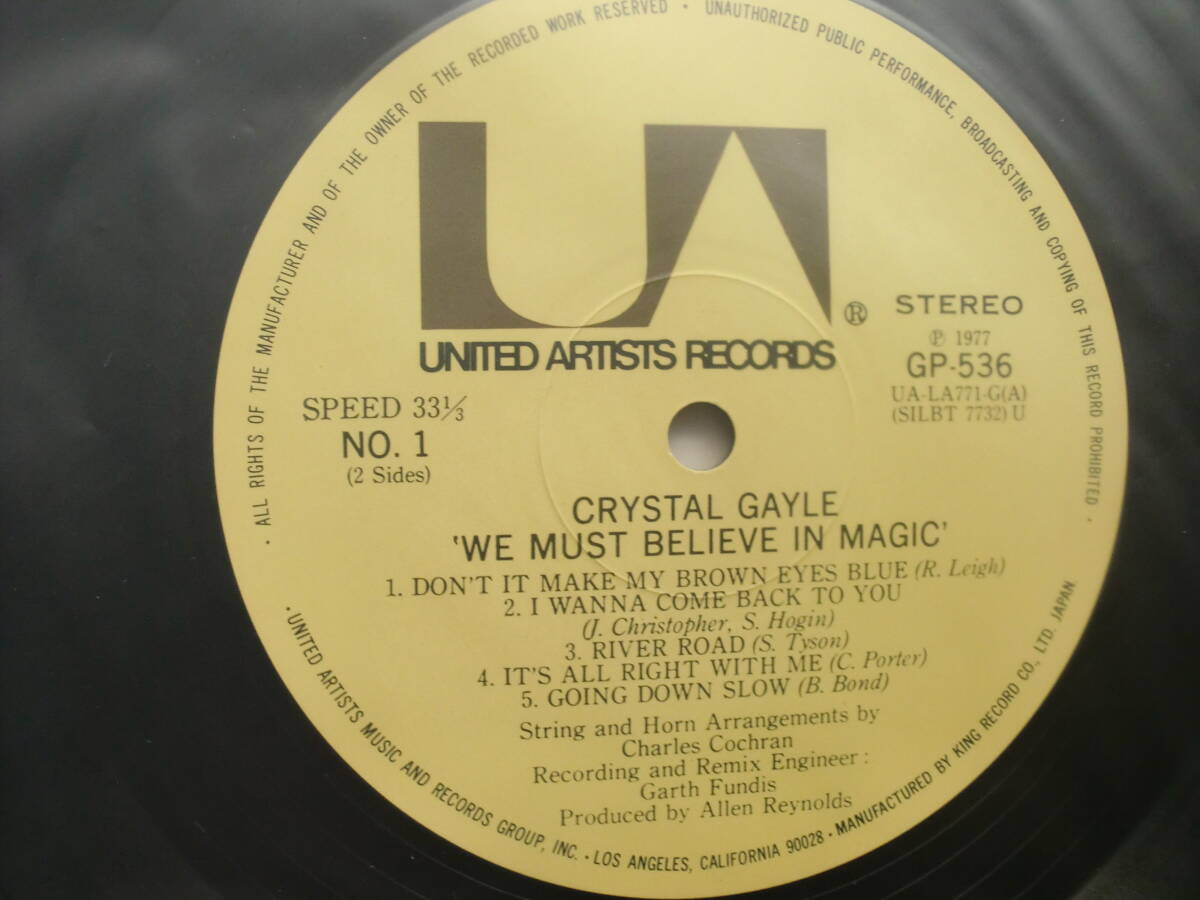 · ALL RIGHTS OF THE MANUFACTURER AND OF THE OWNER OF THE RECORDED WORK RESERVED · UNAUTHORIZED PUBLIC PERFORMANCE, BROADCASTING AND COPYING OF THIS RECORD PROHIBITED ·
UA
®
UNITED ARTISTS RECORDS
STEREO
℗ 1977
GP-536
UA-LA771-G(A)
(SILBT 7732) U
SPEED 33⅓
NO. 1
(2 Sides)
CRYSTAL GAYLE
'WE MUST BELIEVE IN MAGIC'
1. DON'T IT MAKE MY BROWN EYES BLUE (R. Leigh)
2. I WANNA COME BACK TO YOU
(J. Christopher, S. Hogin)
3. RIVER ROAD (S. Tyson)
4. IT'S ALL RIGHT WITH ME (C. Porter)
5. GOING DOWN SLOW (B. Bond)
String and Horn Arrangements by
Charles Cochran
Recording and Remix Engineer :
Garth Fundis
Produced by Allen Reynolds
· UNITED ARTISTS MUSIC AND RECORDS GROUP, INC. · LOS ANGELES, CALIFORNIA 90028 · MANUFACTURED BY KING RECORD CO., LTD. JAPAN.